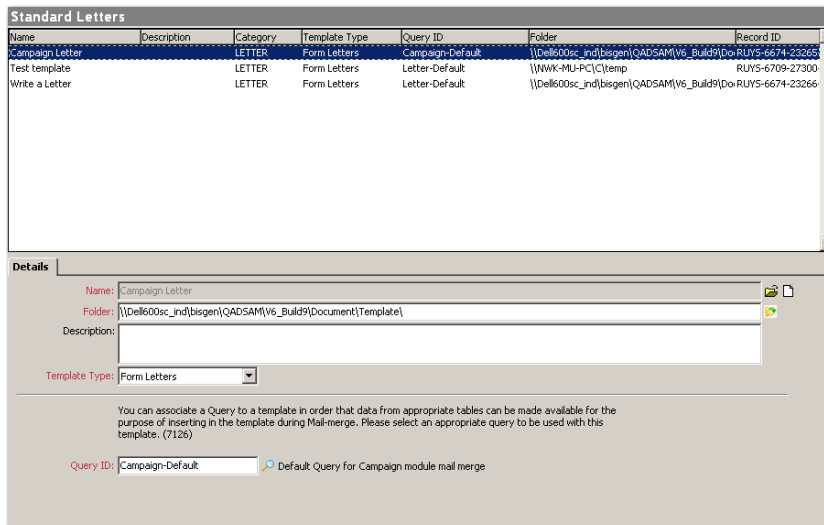 Standard Letters
Name Description Category Template Type Query ID Folder Record ID
Campaign Letter LETTER Form Letters Campaign-Default \\Dell600sc_ind\bisgen\QADSAM\V6_Build9\Do RUYS-6674-23265
Test template LETTER Form Letters Letter-Default \\NWK-MU-PC\C\temp RUYS-6709-27300-
Write a Letter LETTER Form Letters Letter-Default \\Dell600sc_ind\bisgen\QADSAM\V6_Build9\Do RUYS-6674-23266-
Details
Name: Campaign Letter
Folder: \\Dell600sc_ind\bisgen\QADSAM\V6_Build9\Document\Template\
Description:
Template Type: Form Letters
You can associate a Query to a template in order that data from appropriate tables can be made available for the
purpose of inserting in the template during Mail-merge. Please select an appropriate query to be used with this
template. (7126)
Query ID: Campaign-Default Default Query for Campaign module mail merge